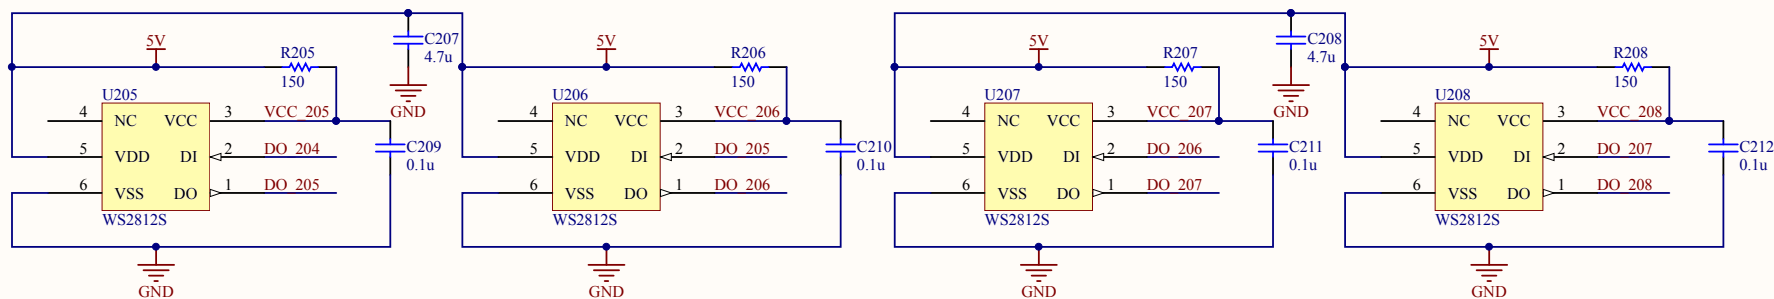 C207
4.7u
GND
5V
R205
150
U205
4
NC
VCC
3
VCC_205
5
VDD
DI
2
DO_204
6
VSS
DO
1
DO_205
WS2812S
C209
0.1u
GND
5V
R206
150
U206
4
NC
VCC
3
VCC_206
5
VDD
DI
2
DO_205
6
VSS
DO
1
DO_206
WS2812S
C210
0.1u
GND
C208
4.7u
GND
5V
R207
150
U207
4
NC
VCC
3
VCC_207
5
VDD
DI
2
DO_206
6
VSS
DO
1
DO_207
WS2812S
C211
0.1u
GND
5V
R208
150
U208
4
NC
VCC
3
VCC_208
5
VDD
DI
2
DO_207
6
VSS
DO
1
DO_208
WS2812S
C212
0.1u
GND